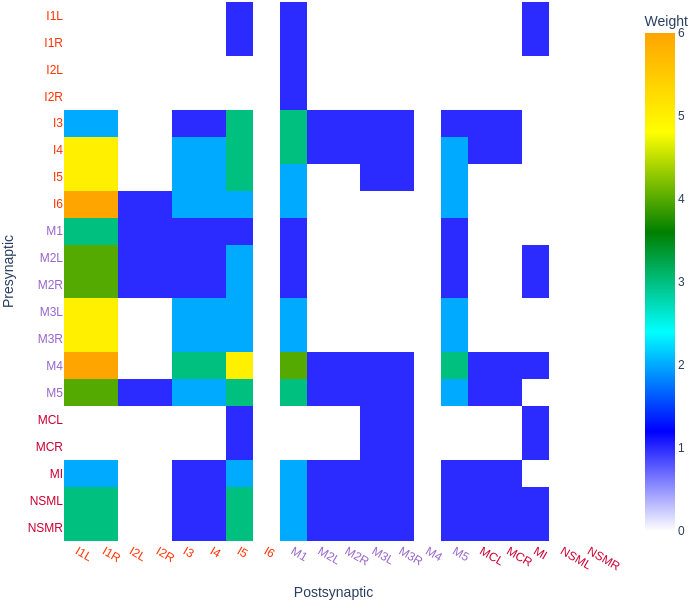 Weight
I1L
I1R
I2L
I2R
I3
I4
I5
I6
M1
M2L
M2R
M3L
M3R
M4
M5
MCL
MCR
MI
NSML
NSMR
Presynaptic
6
5
4
3
2
1
0
I1L I1R I2L I2R I3 I4 I5 I6 M1 M2L M2R M3L M3R M4 M5 MCL MCR MI NSML NSMR
Postsynaptic